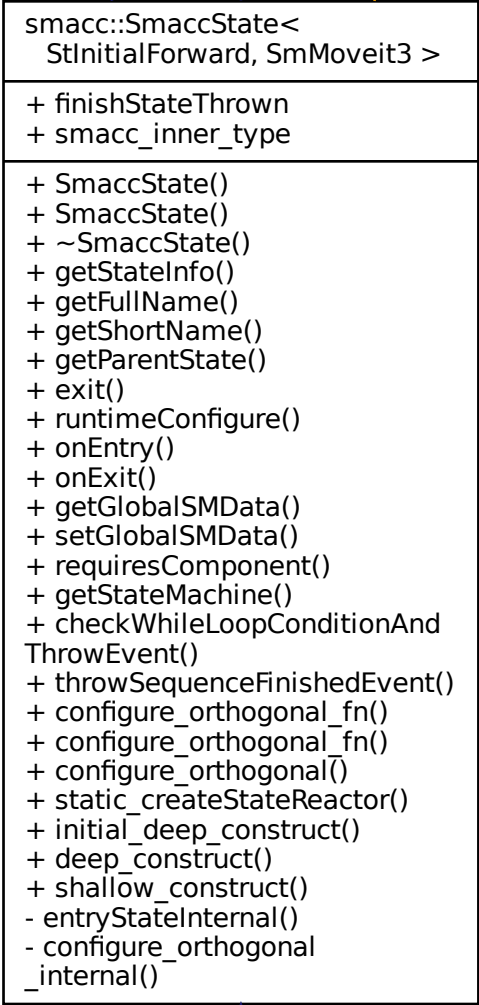 smacc::SmaccState<
StInitialForward, SmMoveit3 >
+ finishStateThrown
+ smacc_inner_type
+ SmaccState()
+ SmaccState()
+ ~SmaccState()
+ getStateInfo()
+ getFullName()
+ getShortName()
+ getParentState()
+ exit()
+ runtimeConfigure()
+ onEntry()
+ onExit()
+ getGlobalSMData()
+ setGlobalSMData()
+ requiresComponent()
+ getStateMachine()
+ checkWhileLoopConditionAnd
ThrowEvent()
+ throwSequenceFinishedEvent()
+ configure_orthogonal_fn()
+ configure_orthogonal_fn()
+ configure_orthogonal()
+ static_createStateReactor()
+ initial_deep_construct()
+ deep_construct()
+ shallow_construct()
- entryStateInternal()
- configure_orthogonal
_internal()